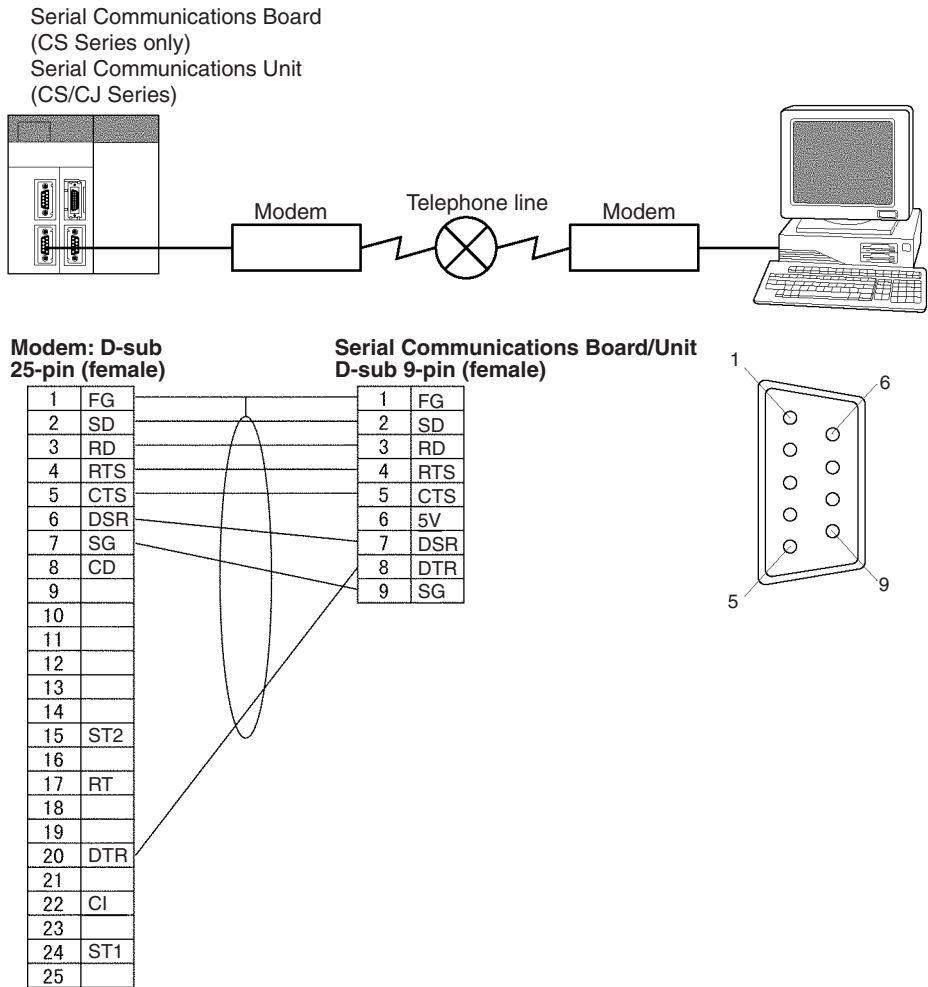 Serial Communications Board
(CS Series only)
Serial Communications Unit
(CS/CJ Series)
Modem
Telephone line
Modem
Modem: D-sub
25-pin (female)
1 FG
2 SD
3 RD
4 RTS
5 CTS
6 DSR
7 SG
8 CD
9
10
11
12
13
14
15 ST2
16
17 RT
18
19
20 DTR
21
22 CI
23
24 ST1
25
Serial Communications Board/Unit
D-sub 9-pin (female)
1 FG
2 SD
3 RD
4 RTS
5 CTS
6 5V
7 DSR
8 DTR
9 SG
1
6
5
9